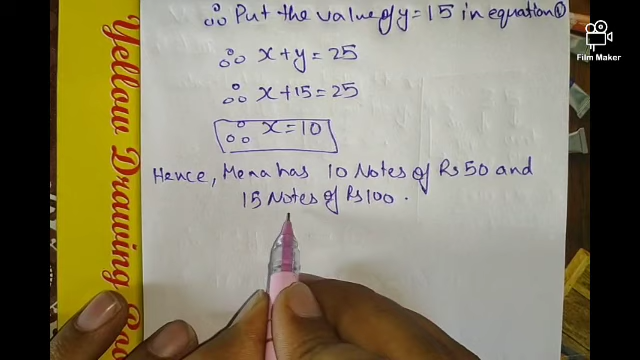 ∴ Put the value of y = 15 in equation ①
∴ x + y = 25
∴ x + 15 = 25
∴ x = 10
Hence, Mena has 10 Notes of Rs 50 and
15 Notes of Rs 100 .
Yellow Drawing Pad
Film Maker